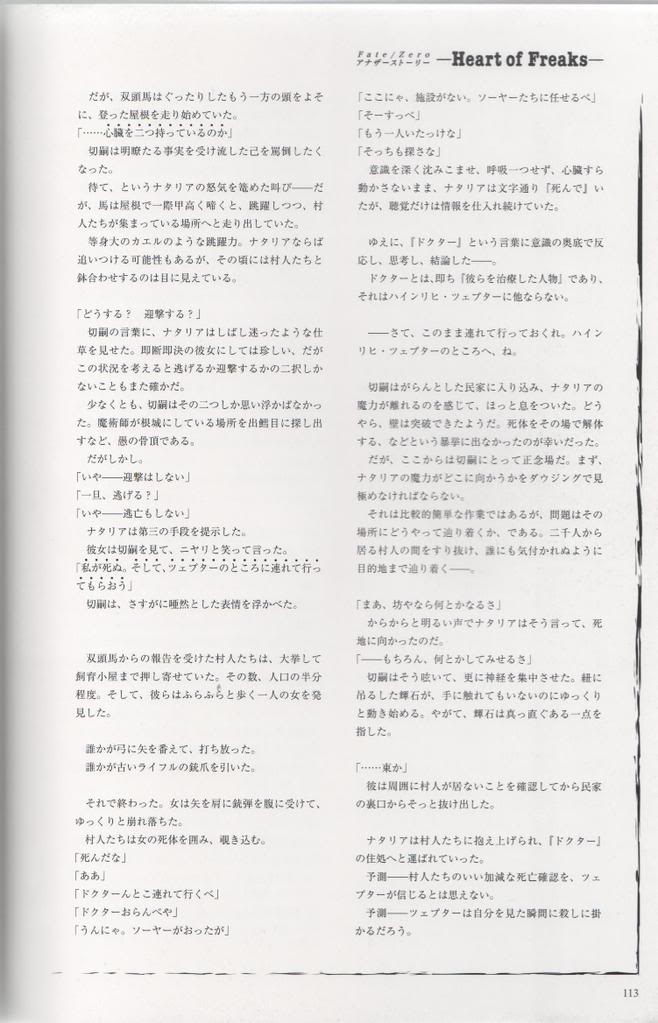 Fate/Zero
アナザーストーリー
―Heart of Freaks―
　だが、双頭馬はぐったりしたもう一方の頭をよそ
に、登った屋根を走り始めていた。
「……心臓を二つ持っているのか」
　切嗣は明瞭たる事実を受け流した己を罵倒したく
なった。
　待て、というナタリアの怒気を篭めた叫び――だ
が、馬は屋根で一際甲高く啼くと、跳躍しつつ、村
人たちが集まっている場所へと走り出していた。
　等身大のカエルのような跳躍力。ナタリアならば
追いつける可能性もあるが、その頃には村人たちと
鉢合わせするのは目に見えている。
「どうする？　迎撃する？」
　切嗣の言葉に、ナタリアはしばし迷ったような仕
草を見せた。即断即決の彼女にしては珍しい、だが
この状況を考えると逃げるか迎撃するかの二択しか
ないこともまた確かだ。
　少なくとも、切嗣はその二つしか思い浮かばなかっ
た。魔術師が根城にしている場所を出鱈目に探し出
すなど、愚の骨頂である。
　だがしかし。
「いや――迎撃はしない」
「一旦、逃げる？」
「いや――逃亡もしない」
　ナタリアは第三の手段を提示した。
　彼女は切嗣を見て、ニヤリと笑って言った。
「私が死ぬ。そして、ツェプターのところに連れて行っ
てもらおう」
　切嗣は、さすがに唖然とした表情を浮かべた。
　双頭馬からの報告を受けた村人たちは、大挙して
飼育小屋まで押し寄せていた。その数、人口の半分
程度。そして、彼らはふらふらと歩く一人の女を発
見した。
　誰かが弓に矢を番えて、打ち放った。
　誰かが古いライフルの銃爪を引いた。
　それで終わった。女は矢を肩に銃弾を腹に受けて、
ゆっくりと崩れ落ちた。
　村人たちは女の死体を囲み、覗き込む。
「死んだな」
「ああ」
「ドクターんとこ連れて行くべ」
「ドクターおらんべや」
「うんにゃ。ソーヤーがおったが」
「ここにゃ、施設がない。ソーヤーたちに任せるべ」
「そーすっべ」
「もう一人いたっけな」
「そっちも探さな」
　意識を深く沈みこませ、呼吸一つせず、心臓すら
動かさないまま、ナタリアは文字通り『死んで』い
たが、聴覚だけは情報を仕入れ続けていた。
　ゆえに、『ドクター』という言葉に意識の奥底で反
応し、思考し、結論した――。
　ドクターとは、即ち『彼らを治療した人物』であり、
それはハインリヒ・ツェプターに他ならない。
　――さて、このまま連れて行っておくれ。ハイン
リヒ・ツェプターのところへ、ね。
　切嗣はがらんとした民家に入り込み、ナタリアの
魔力が離れるのを感じて、ほっと息をついた。どう
やら、壁は突破できたようだ。死体をその場で解体
する、などという暴挙に出なかったのが幸いだった。
　だが、ここからは切嗣にとって正念場だ。まず、
ナタリアの魔力がどこに向かうかをダウジングで見
極めなければならない。
　それは比較的簡単な作業ではあるが、問題はその
場所にどうやって辿り着くか、である。二千人から
居る村人の間をすり抜け、誰にも気付かれぬように
目的地まで辿り着く――。
「まあ、坊やなら何とかなるさ」
　からからと明るい声でナタリアはそう言って、死
地に向かったのだ。
「――もちろん、何とかしてみせるさ」
　切嗣はそう呟いて、更に神経を集中させた。紐に
吊るした輝石が、手に触れてもいないのにゆっくり
と動き始める。やがて、輝石は真っ直ぐある一点を
指した。
「……東か」
　彼は周囲に村人が居ないことを確認してから民家
の裏口からそっと抜け出した。
　ナタリアは村人たちに抱え上げられ、『ドクター』
の住処へと運ばれていった。
　予測――村人たちのいい加減な死亡確認を、ツェ
プターが信じるとは思えない。
　予測――ツェプターは自分を見た瞬間に殺しに掛
かるだろう。
113